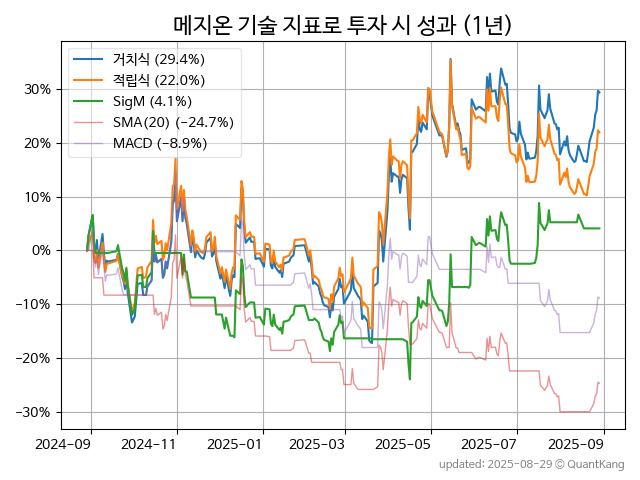 메지온 기술 지표로 투자 시 성과 (1년)
거치식 (29.4%)
적립식 (22.0%)
SigM (4.1%)
SMA(20) (−24.7%)
MACD (−8.9%)
30%
20%
10%
0%
−10%
−20%
−30%
2024-09 2024-11 2025-01 2025-03 2025-05 2025-07 2025-09
updated: 2025-08-29 © QuantKang